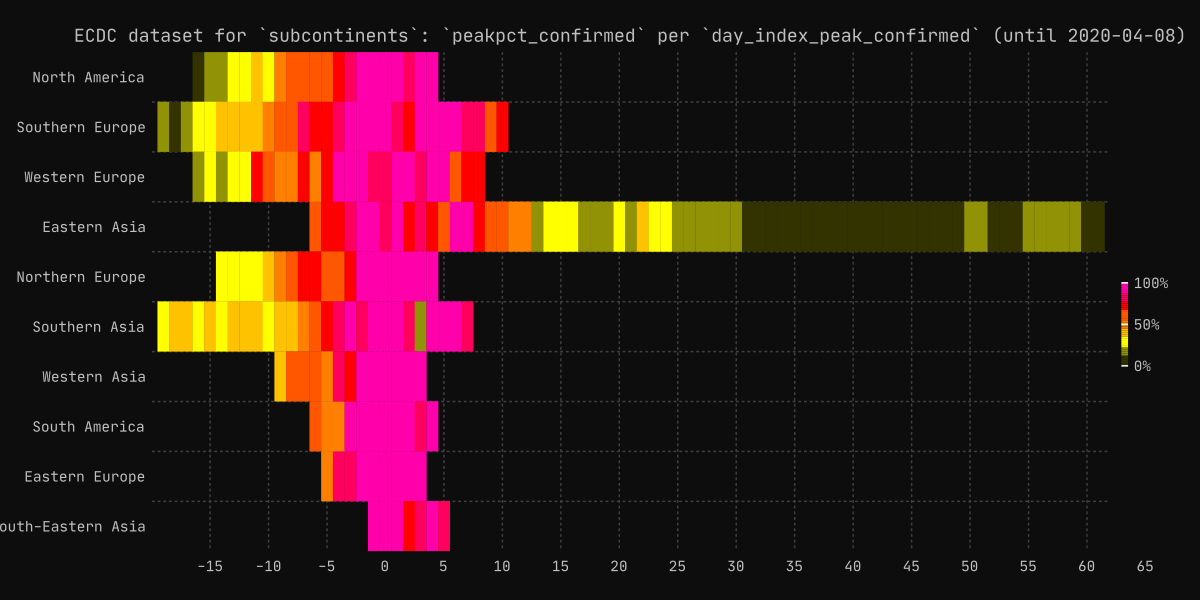 ECDC dataset for `subcontinents`: `peakpct_confirmed` per `day_index_peak_confirmed` (until 2020-04-08)
North America
Southern Europe
Western Europe
Eastern Asia
Northern Europe
Southern Asia
Western Asia
South America
Eastern Europe
outh-Eastern Asia
100%
50%
0%
-15 -10 -5 0 5 10 15 20 25 30 35 40 45 50 55 60 65